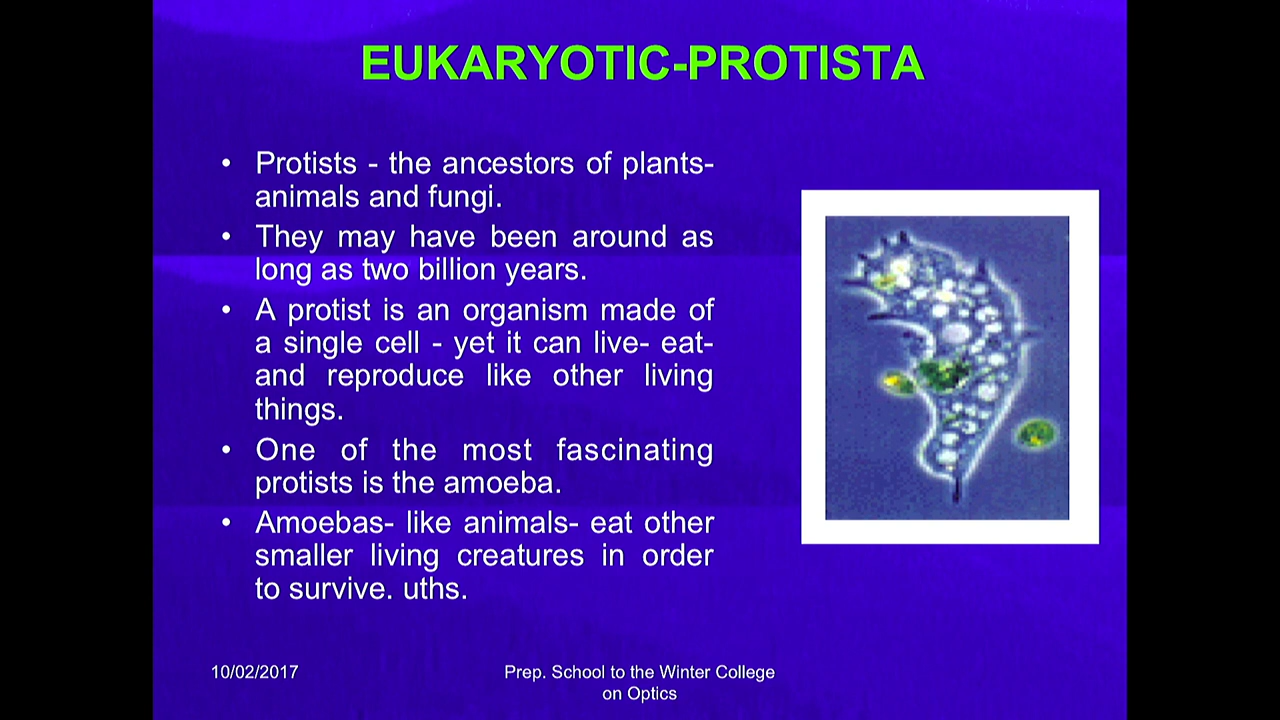 EUKARYOTIC-PROTISTA
• Protists - the ancestors of plants-
animals and fungi.
• They may have been around as
long as two billion years.
• A protist is an organism made of
a single cell - yet it can live- eat-
and reproduce like other living
things.
• One of the most fascinating
protists is the amoeba.
• Amoebas- like animals- eat other
smaller living creatures in order
to survive. uths.
10/02/2017
Prep. School to the Winter College
on Optics